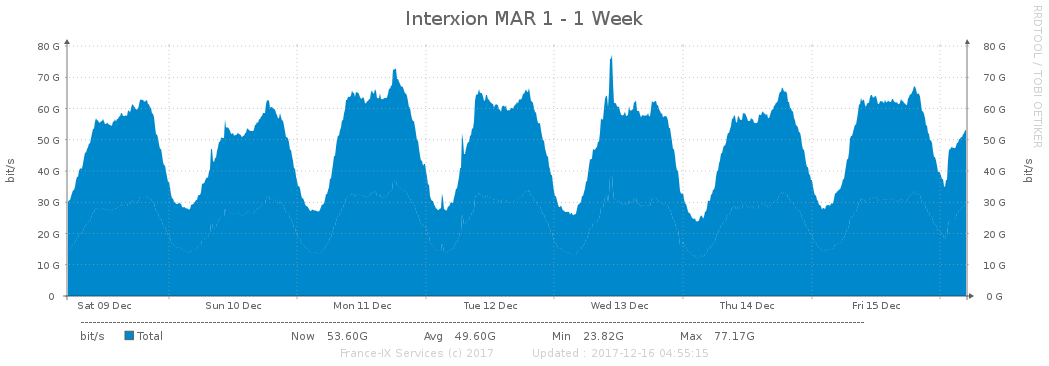 Interxion MAR 1 - 1 Week
RRDTOOL / TOBI OETIKER
bit/s
80 G
70 G
60 G
50 G
40 G
30 G
20 G
10 G
0
80 G
70 G
60 G
50 G
40 G
30 G
20 G
10 G
0 G
bit/s
Sat 09 Dec Sun 10 Dec Mon 11 Dec Tue 12 Dec Wed 13 Dec Thu 14 Dec Fri 15 Dec
bit/s Total Now 53.60G Avg 49.60G Min 23.82G Max 77.17G
France-IX Services (c) 2017 Updated : 2017-12-16 04:55:15